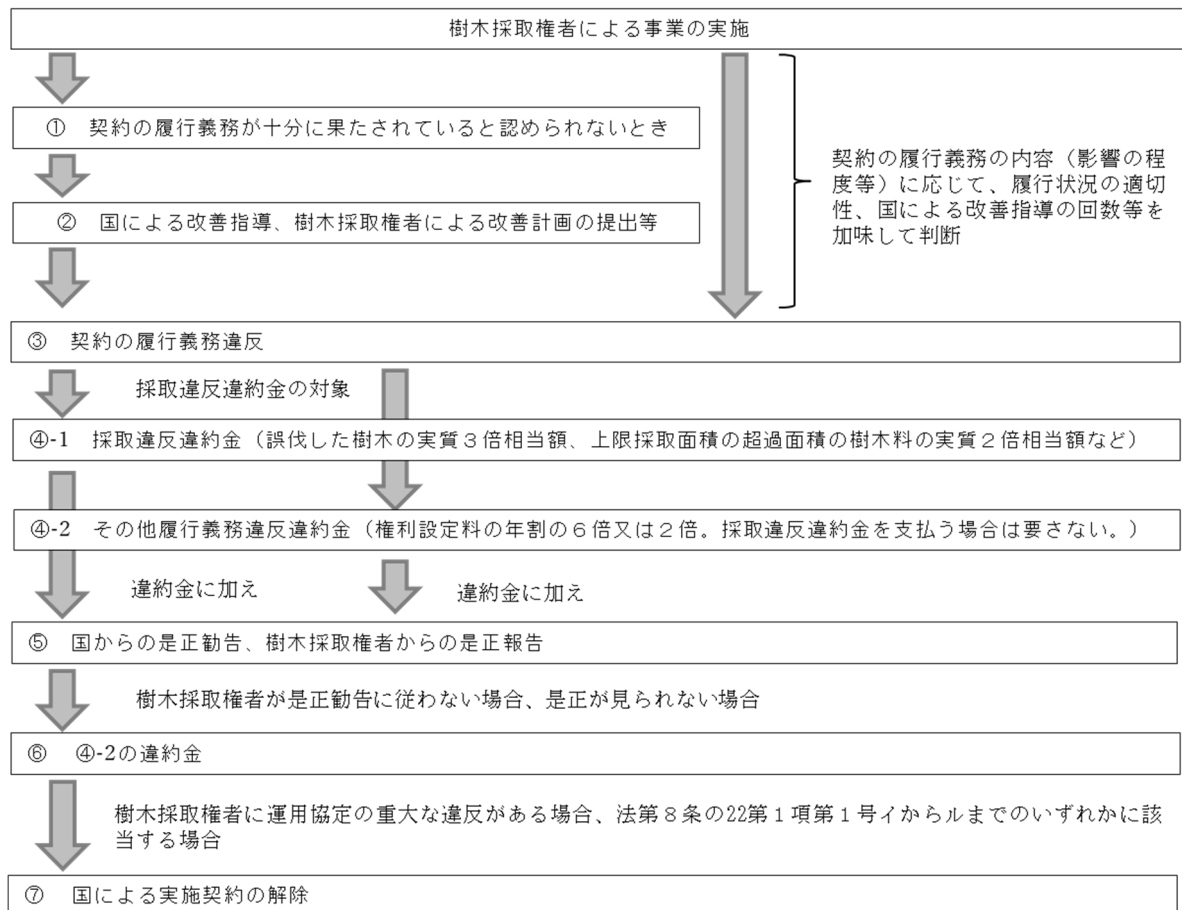 樹木採取権者による事業の実施
① 契約の履行義務が十分に果たされていると認められないとき
② 国による改善指導、樹木採取権者による改善計画の提出等
契約の履行義務の内容（影響の程
度等）に応じて、履行状況の適切
性、国による改善指導の回数等を
加味して判断
③ 契約の履行義務違反
採取違反違約金の対象
④-1 採取違反違約金（誤伐した樹木の実質３倍相当額、上限採取面積の超過面積の樹木料の実質２倍相当額など）
④-2 その他履行義務違反違約金（権利設定料の年割の６倍又は２倍。採取違反違約金を支払う場合は要さない。）
違約金に加え
違約金に加え
⑤ 国からの是正勧告、樹木採取権者からの是正報告
樹木採取権者が是正勧告に従わない場合、是正が見られない場合
⑥ ④-2の違約金
樹木採取権者に運用協定の重大な違反がある場合、法第８条の22第１項第１号イからルまでのいずれかに該
当する場合
⑦ 国による実施契約の解除